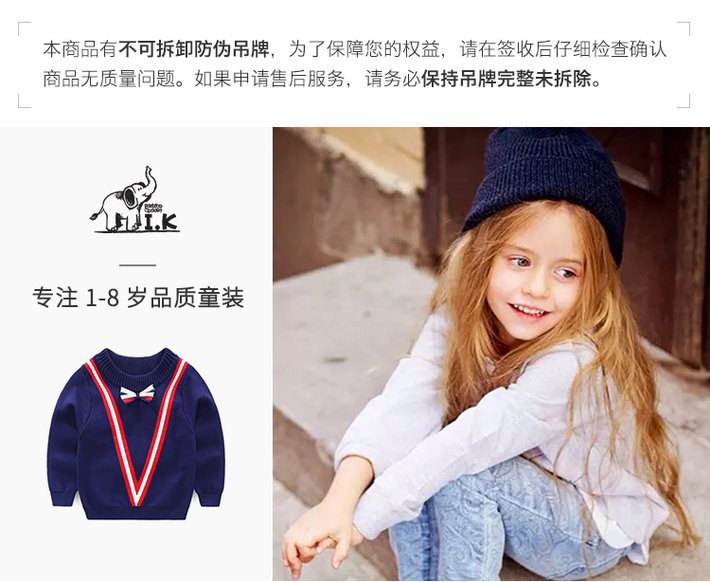 本商品有不可拆卸防伪吊牌，为了保障您的权益，请在签收后仔细检查确认
商品无质量问题。如果申请售后服务，请务必保持吊牌完整未拆除。
I.K
专注 1-8 岁品质童装